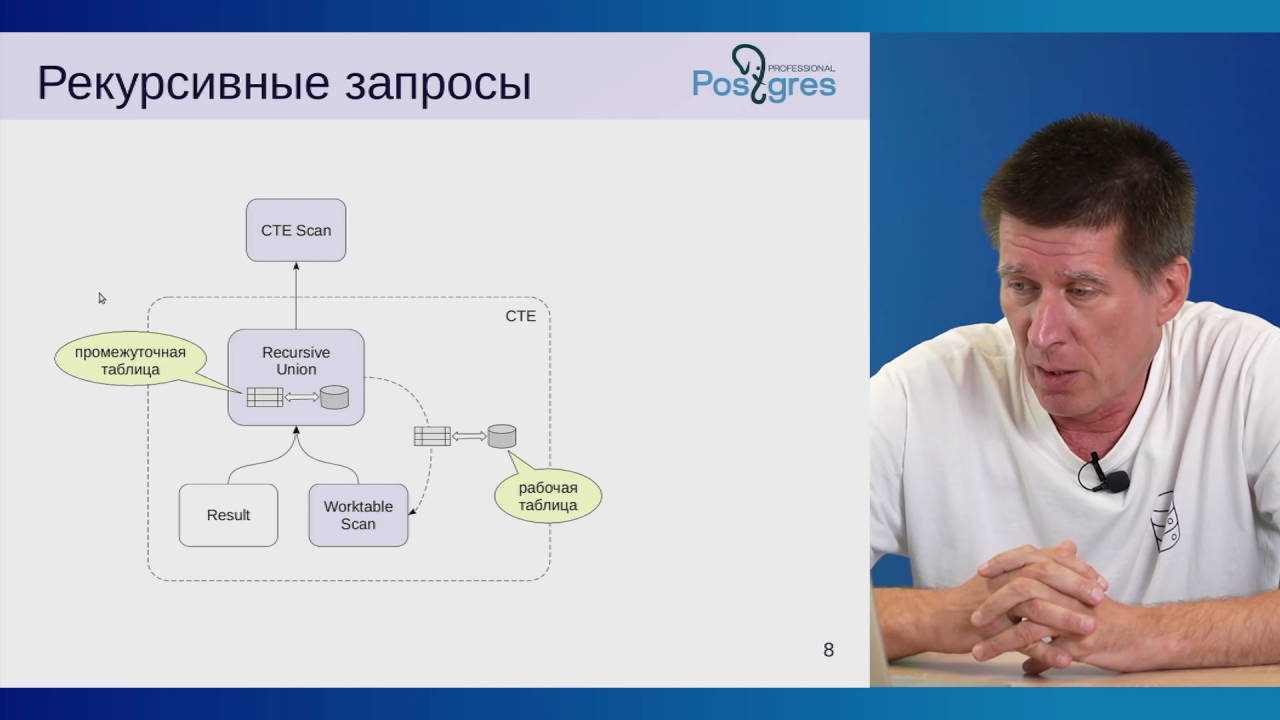 Рекурсивные запросы
PROFESSIONAL
Postgres
CTE Scan
CTE
промежуточная
таблица
Recursive
Union
рабочая
таблица
Result
Worktable
Scan
8